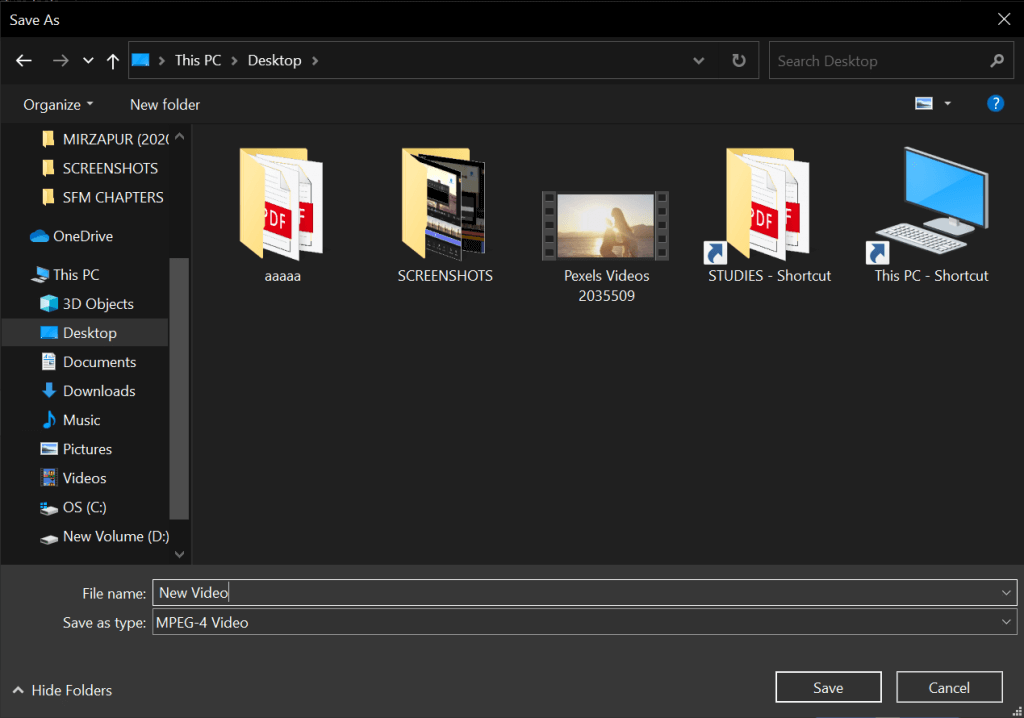 Save As
This PC
Desktop
Search Desktop
Organize
New folder
?
MIRZAPUR (202
SCREENSHOTS
SFM CHAPTERS
OneDrive
This PC
3D Objects
Desktop
Documents
Downloads
Music
Pictures
Videos
OS (C:)
New Volume (D:)
PDF
aaaaa
SCREENSHOTS
Pexels Videos
2035509
PDF
STUDIES - Shortcut
This PC - Shortcut
File name: New Video
Save as type: MPEG-4 Video
Hide Folders
Save
Cancel